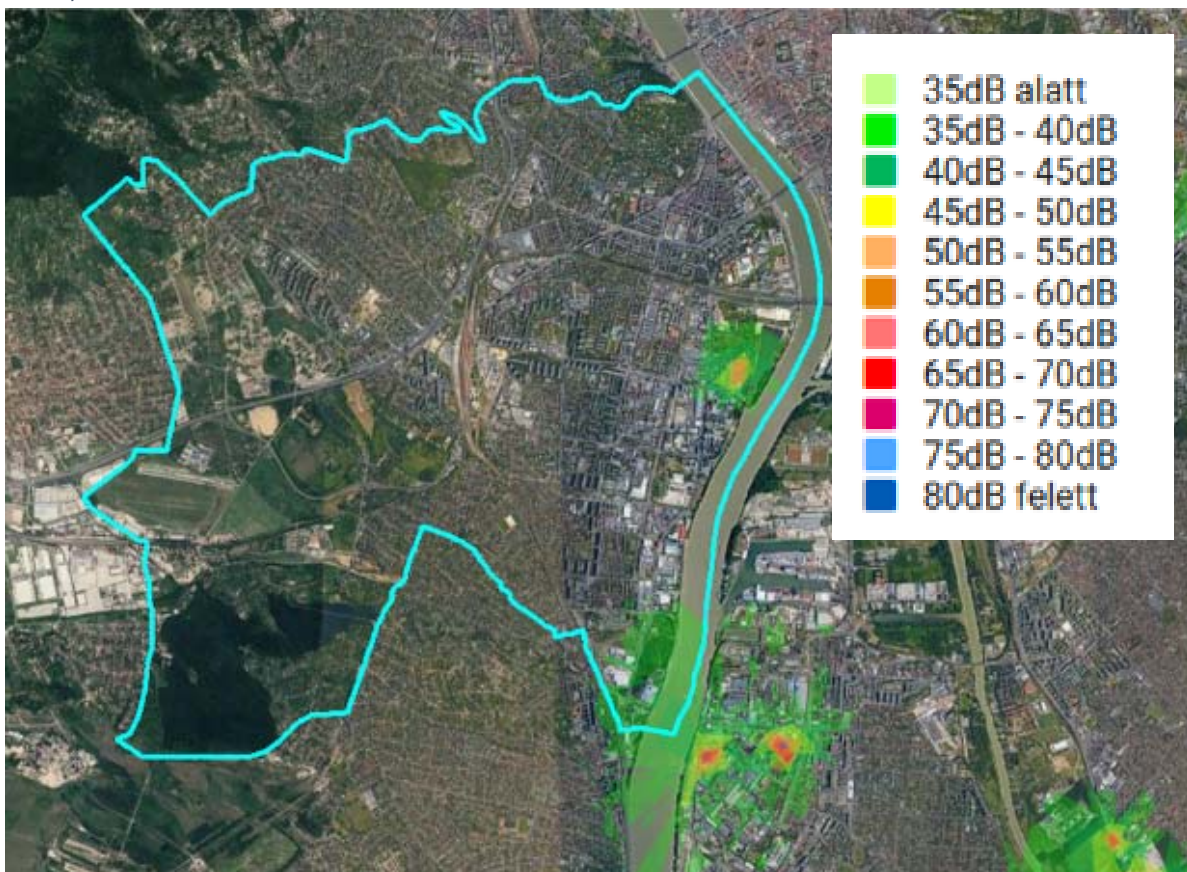 35dB alatt
35dB - 40dB
40dB - 45dB
45dB - 50dB
50dB - 55dB
55dB - 60dB
60dB - 65dB
65dB - 70dB
70dB - 75dB
75dB - 80dB
80dB felett